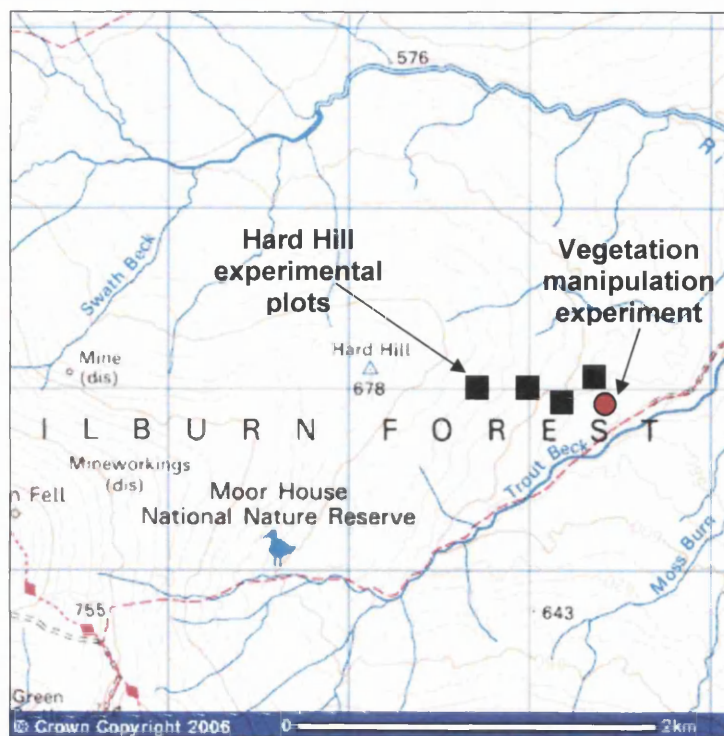 576
R
Swath Beck
Hard Hill
experimental
plots
Vegetation
manipulation
experiment
Mine
(dis)
Hard Hill
678
I L B U R N F O R E S T
Mineworkings
(dis)
n Fell
Moor House
National Nature Reserve
Trout Beck
Moss Burn
755
643
Green
© Crown Copyright 2006 0 2km